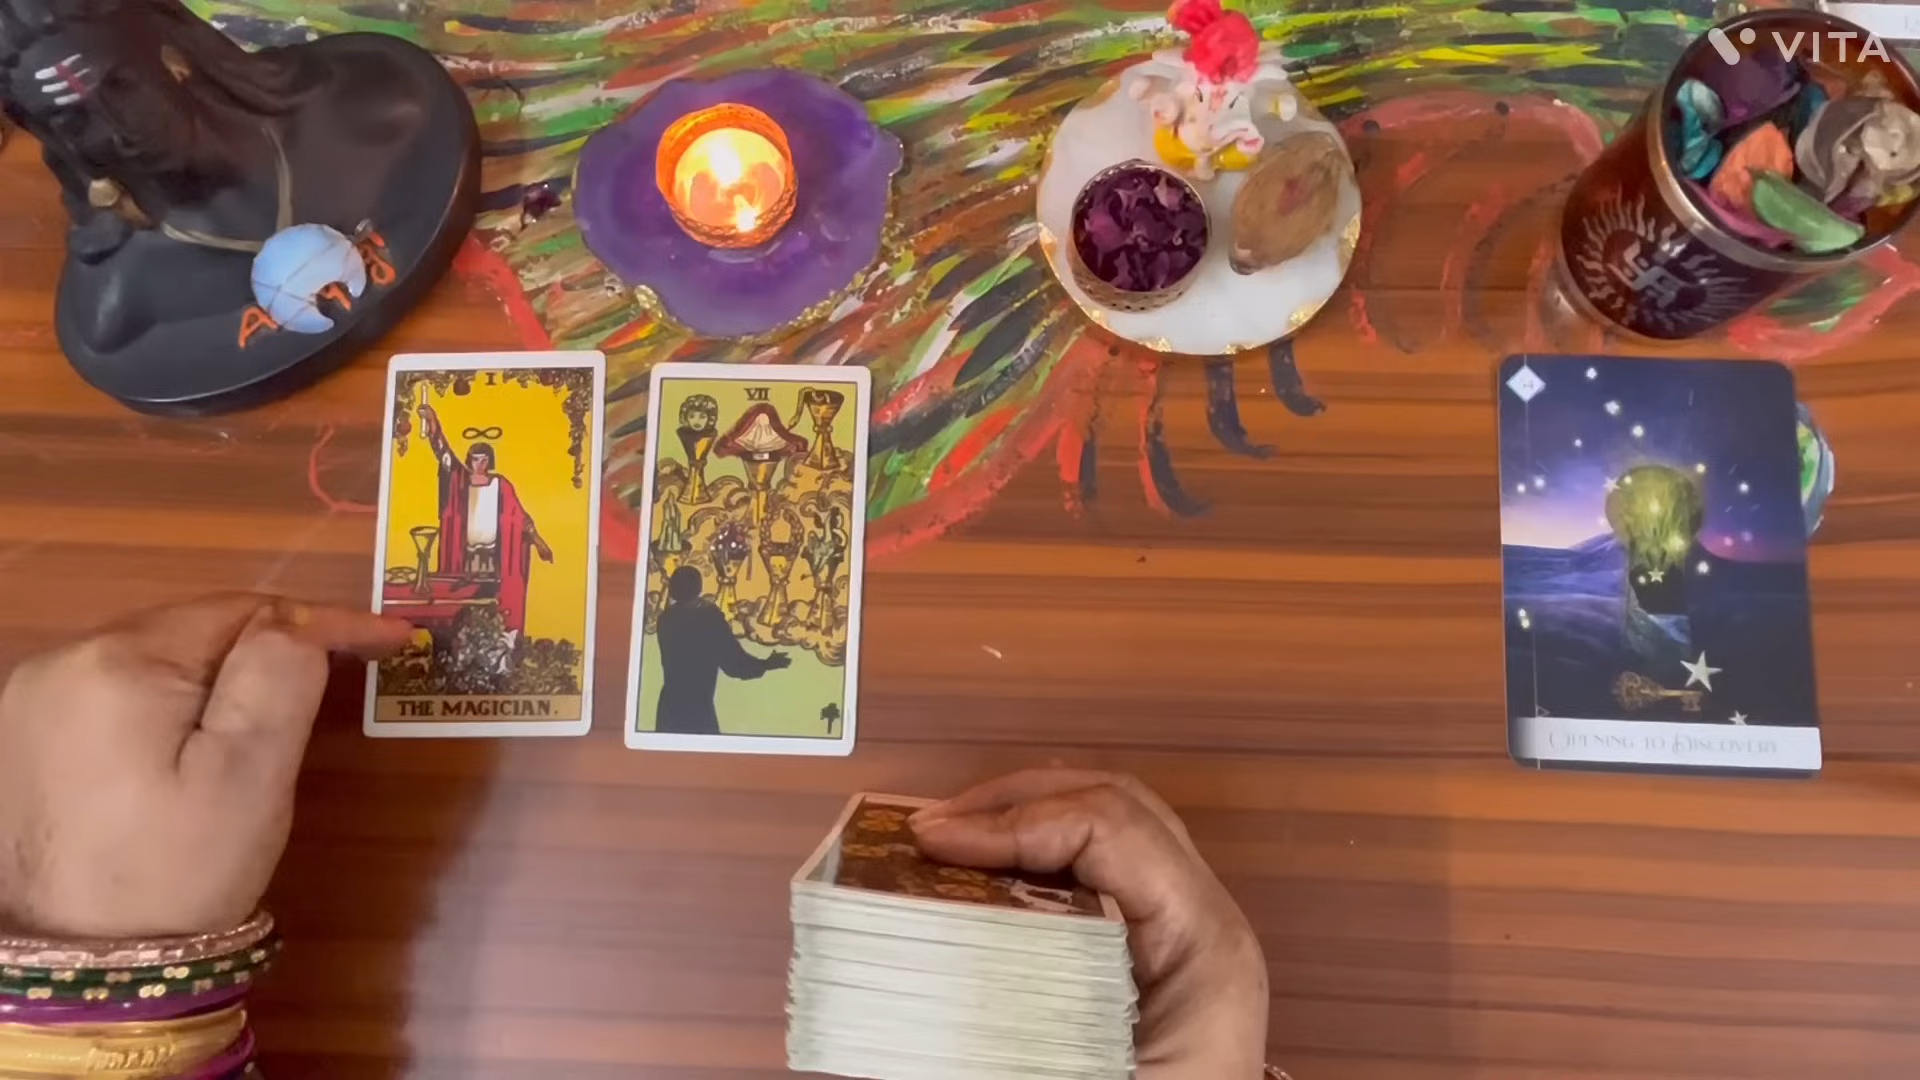 VITA
I
VII
THE MAGICIAN.
OPENING TO DISCOVERY